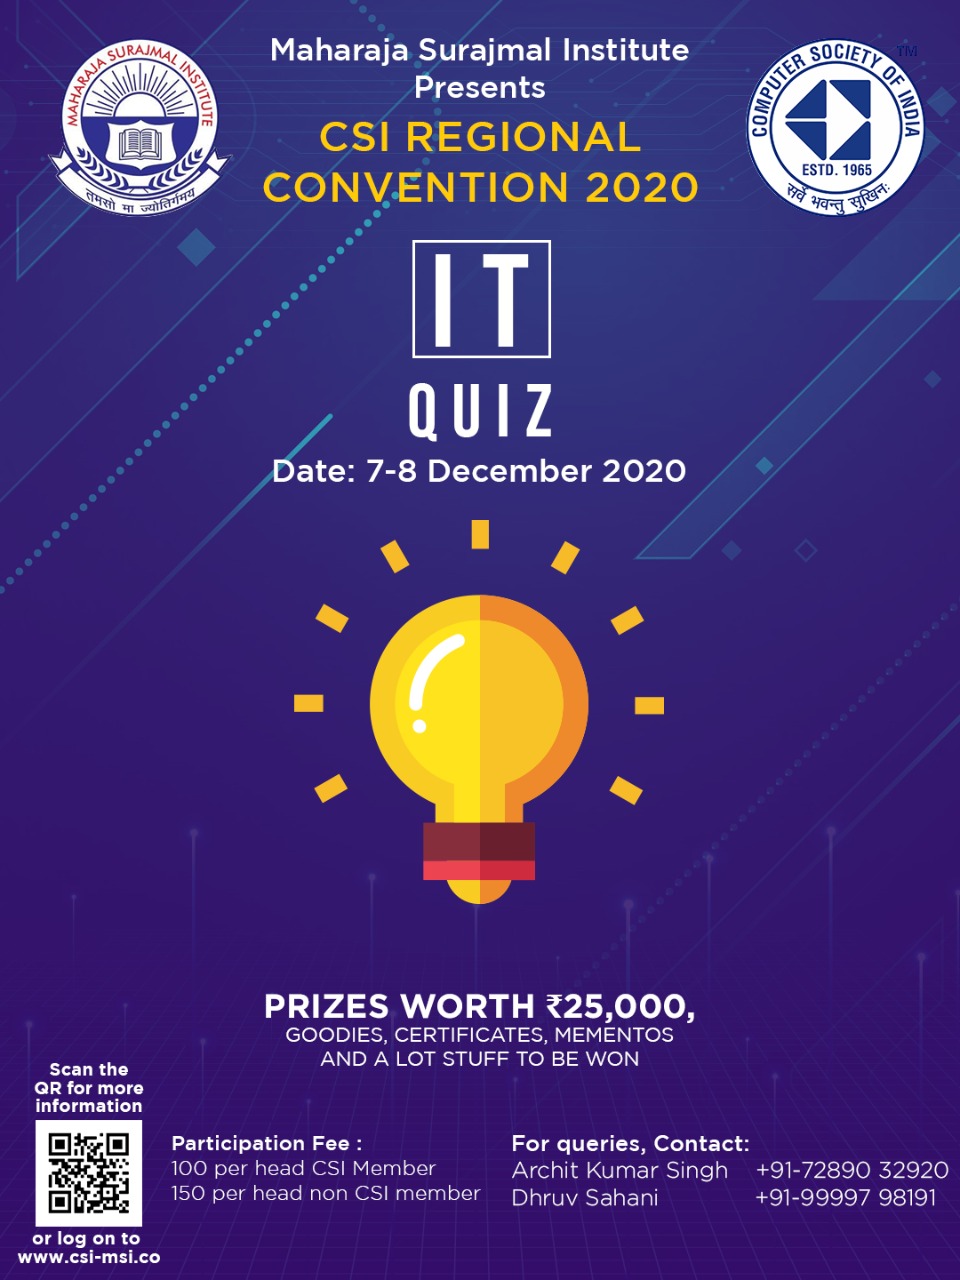 MAHARAJA SURAJMAL INSTITUTE
तमसो मा ज्योतिर्गमय
Maharaja Surajmal Institute
Presents
CSI REGIONAL
CONVENTION 2020
COMPUTER SOCIETY OF INDIA
TM
ESTD. 1965
सर्वे भवन्तु सुखिनः
IT
QUIZ
Date: 7-8 December 2020
PRIZES WORTH ₹25,000,
GOODIES, CERTIFICATES, MEMENTOS
AND A LOT STUFF TO BE WON
Scan the
QR for more
information
or log on to
www.csi-msi.co
Participation Fee :
100 per head CSI Member
150 per head non CSI member
For queries, Contact:
Archit Kumar Singh +91-72890 32920
Dhruv Sahani +91-99997 98191